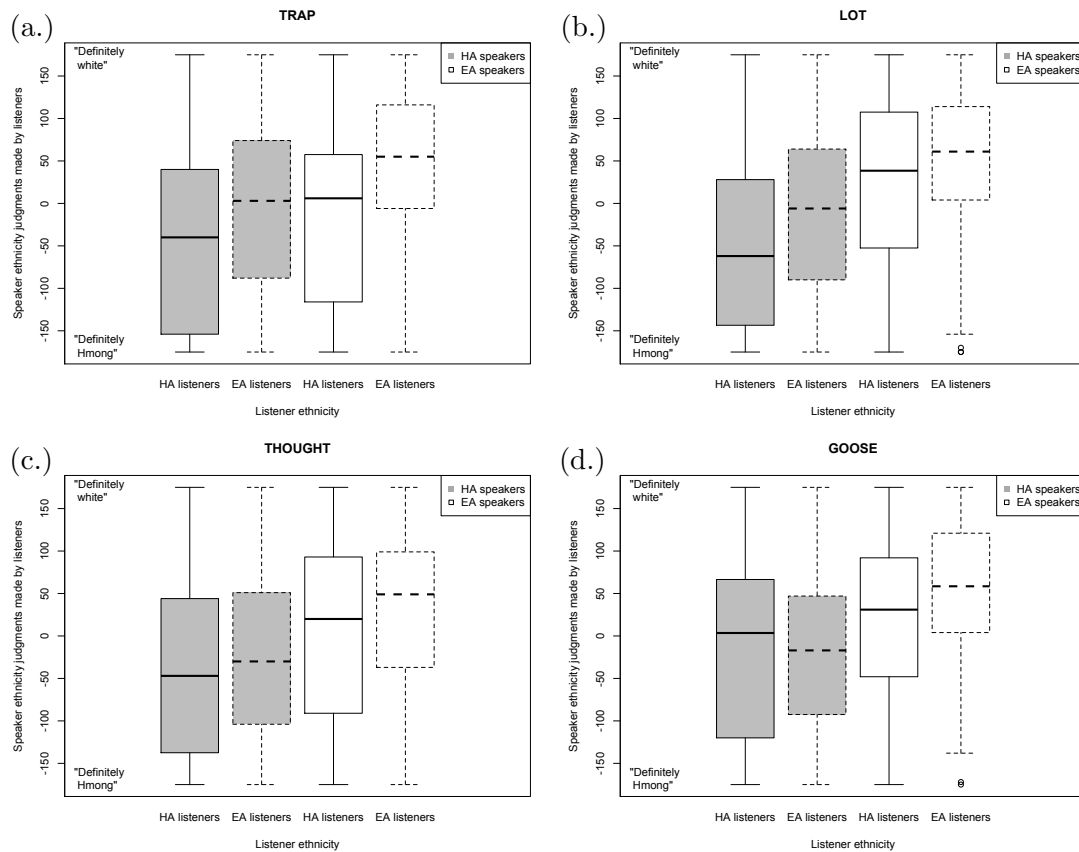 (a.)
TRAP
"Definitely
white"
HA speakers
EA speakers
Speaker ethnicity judgments made by listeners
150
100
50
0
-50
-100
-150
"Definitely
Hmong"
HA listeners EA listeners HA listeners EA listeners
Listener ethnicity
(b.)
LOT
"Definitely
white"
HA speakers
EA speakers
Speaker ethnicity judgments made by listeners
150
100
50
0
-50
-100
-150
"Definitely
Hmong"
HA listeners EA listeners HA listeners EA listeners
Listener ethnicity
(c.)
THOUGHT
"Definitely
white"
HA speakers
EA speakers
Speaker ethnicity judgments made by listeners
150
100
50
0
-50
-100
-150
"Definitely
Hmong"
HA listeners EA listeners HA listeners EA listeners
Listener ethnicity
(d.)
GOOSE
"Definitely
white"
HA speakers
EA speakers
Speaker ethnicity judgments made by listeners
150
100
50
0
-50
-100
-150
"Definitely
Hmong"
HA listeners EA listeners HA listeners EA listeners
Listener ethnicity